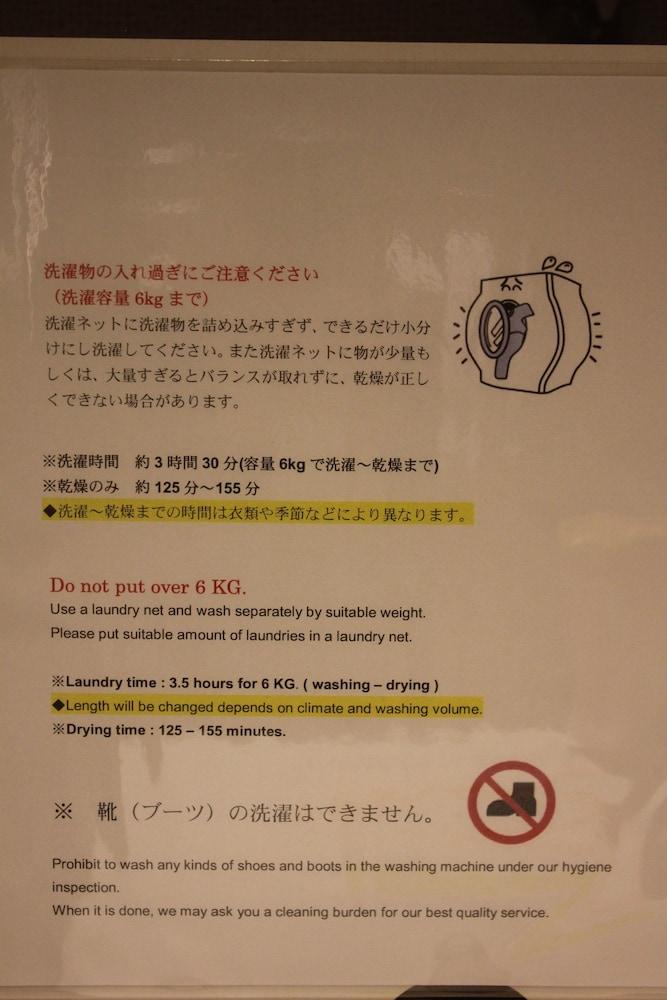 洗濯物の入れ過ぎにご注意ください
（洗濯容量 6kg まで）
洗濯ネットに洗濯物を詰め込みすぎず、できるだけ小分
けにし洗濯してください。また洗濯ネットに物が少量も
しくは、大量すぎるとバランスが取れずに、乾燥が正し
くできない場合があります。
※洗濯時間　約 3 時間 30 分(容量 6kg で洗濯～乾燥まで)
※乾燥のみ　約 125 分～155 分
◆洗濯～乾燥までの時間は衣類や季節などにより異なります。
Do not put over 6 KG.
Use a laundry net and wash separately by suitable weight.
Please put suitable amount of laundries in a laundry net.
※Laundry time : 3.5 hours for 6 KG. ( washing – drying )
◆Length will be changed depends on climate and washing volume.
※Drying time : 125 – 155 minutes.
※　靴（ブーツ）の洗濯はできません。
Prohibit to wash any kinds of shoes and boots in the washing machine under our hygiene
inspection.
When it is done, we may ask you a cleaning burden for our best quality service.